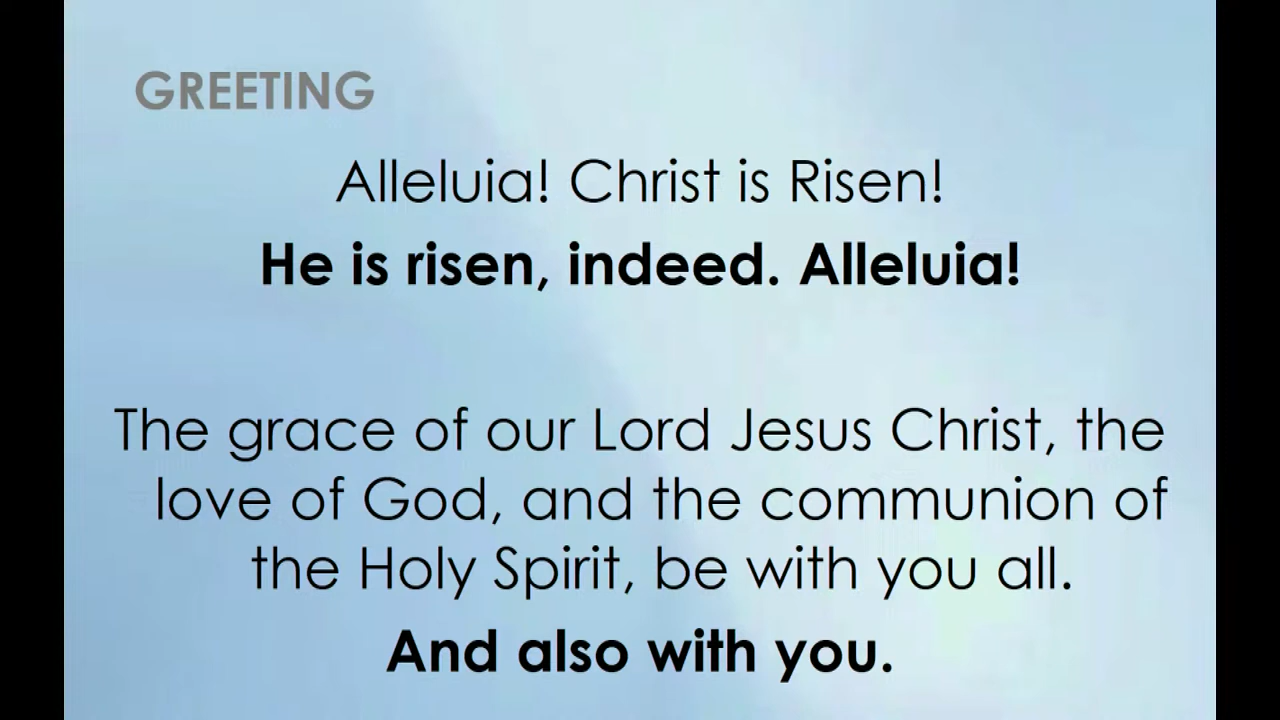 GREETING
Alleluia! Christ is Risen!
He is risen, indeed. Alleluia!
The grace of our Lord Jesus Christ, the
love of God, and the communion of
the Holy Spirit, be with you all.
And also with you.